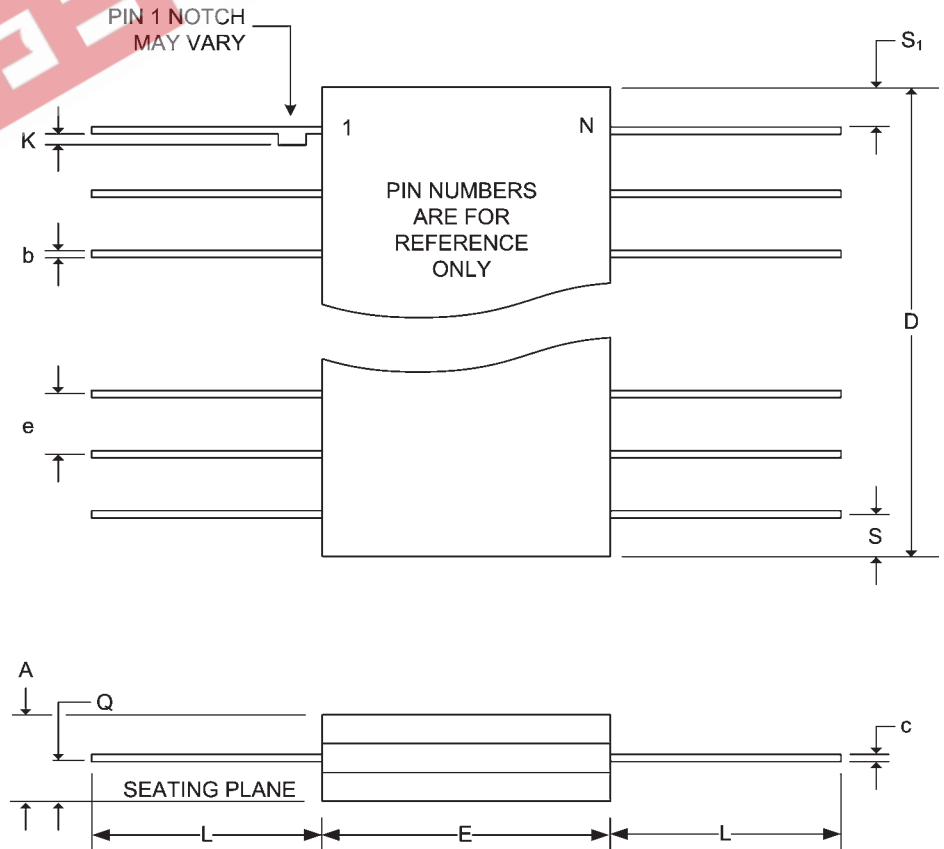 PIN 1 NOTCH
MAY VARY
S₁
K
1
N
PIN NUMBERS
ARE FOR
REFERENCE
ONLY
b
D
e
S
A
Q
c
SEATING PLANE
L
E
L